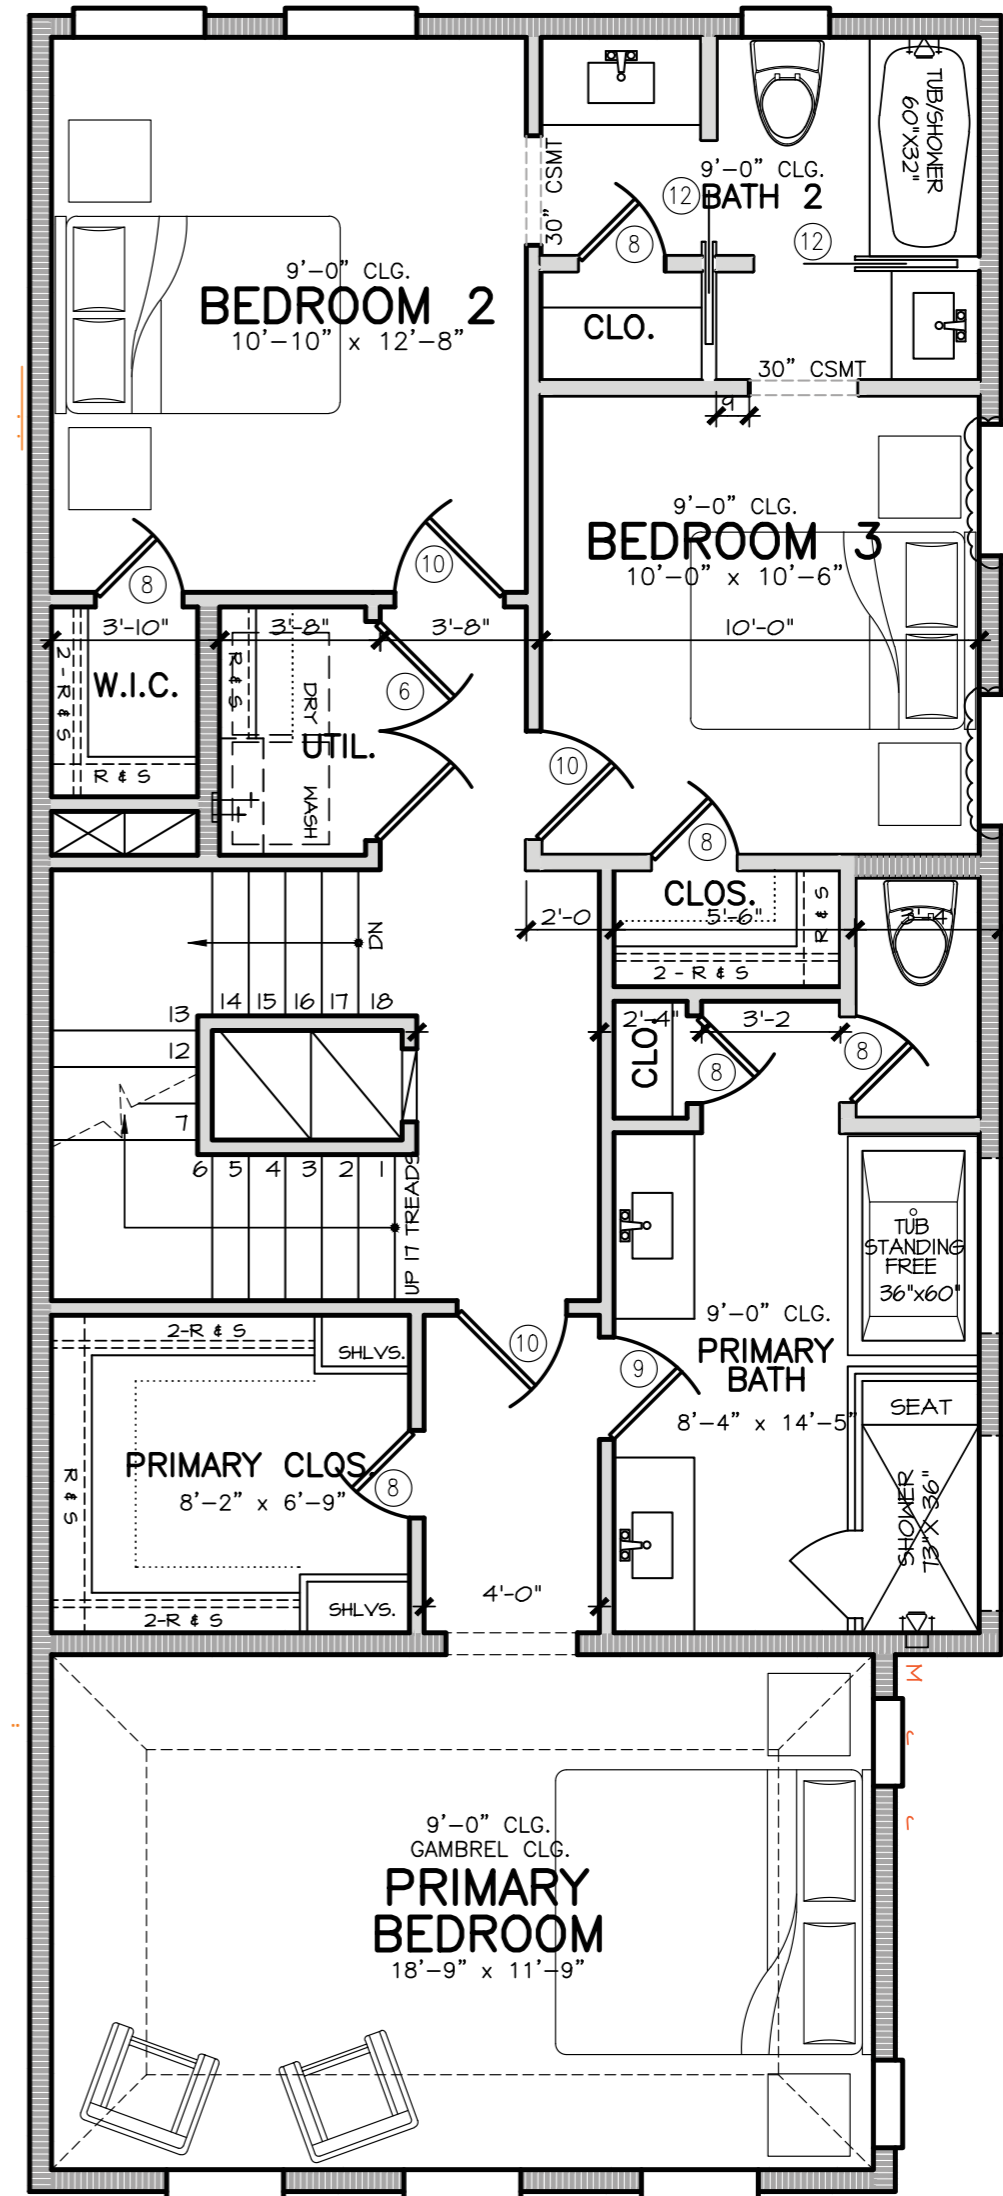 TUB/SHOWER
60"X32"
30" CSMT
9'-0" CLG.
BATH 2
12
8
12
9'-0" CLG.
BEDROOM 2
10'-10" x 12'-8"
CLO.
30" CSMT
9
9'-0" CLG.
BEDROOM 3
10'-0" x 10'-6"
8
10
3'-10"
3'-8"
3'-8"
10'-0"
2-R & S
W.I.C.
R & S
R & S
DRY
UTIL.
WASH
6
10
8
CLOS.
2'-0
5'-6"
3'-4"
R & S
2 - R & S
DN
13
14
15
16
17
18
12
7
6
5
4
3
2
1
UP 17 TREADS
2'-4"
3'-2
CLO.
8
8
TUB
STANDING
FREE
36"x60"
9'-0" CLG.
PRIMARY
BATH
8'-4" x 14'-5"
2-R & S
SHLVS.
10
9
SEAT
PRIMARY CLOS.
8'-2" x 6'-9"
R & S
8
SHOWER
73"X 36"
4'-0"
2-R & S
SHLVS.
M
J
J
9'-0" CLG.
GAMBREL CLG.
PRIMARY
BEDROOM
18'-9" x 11'-9"